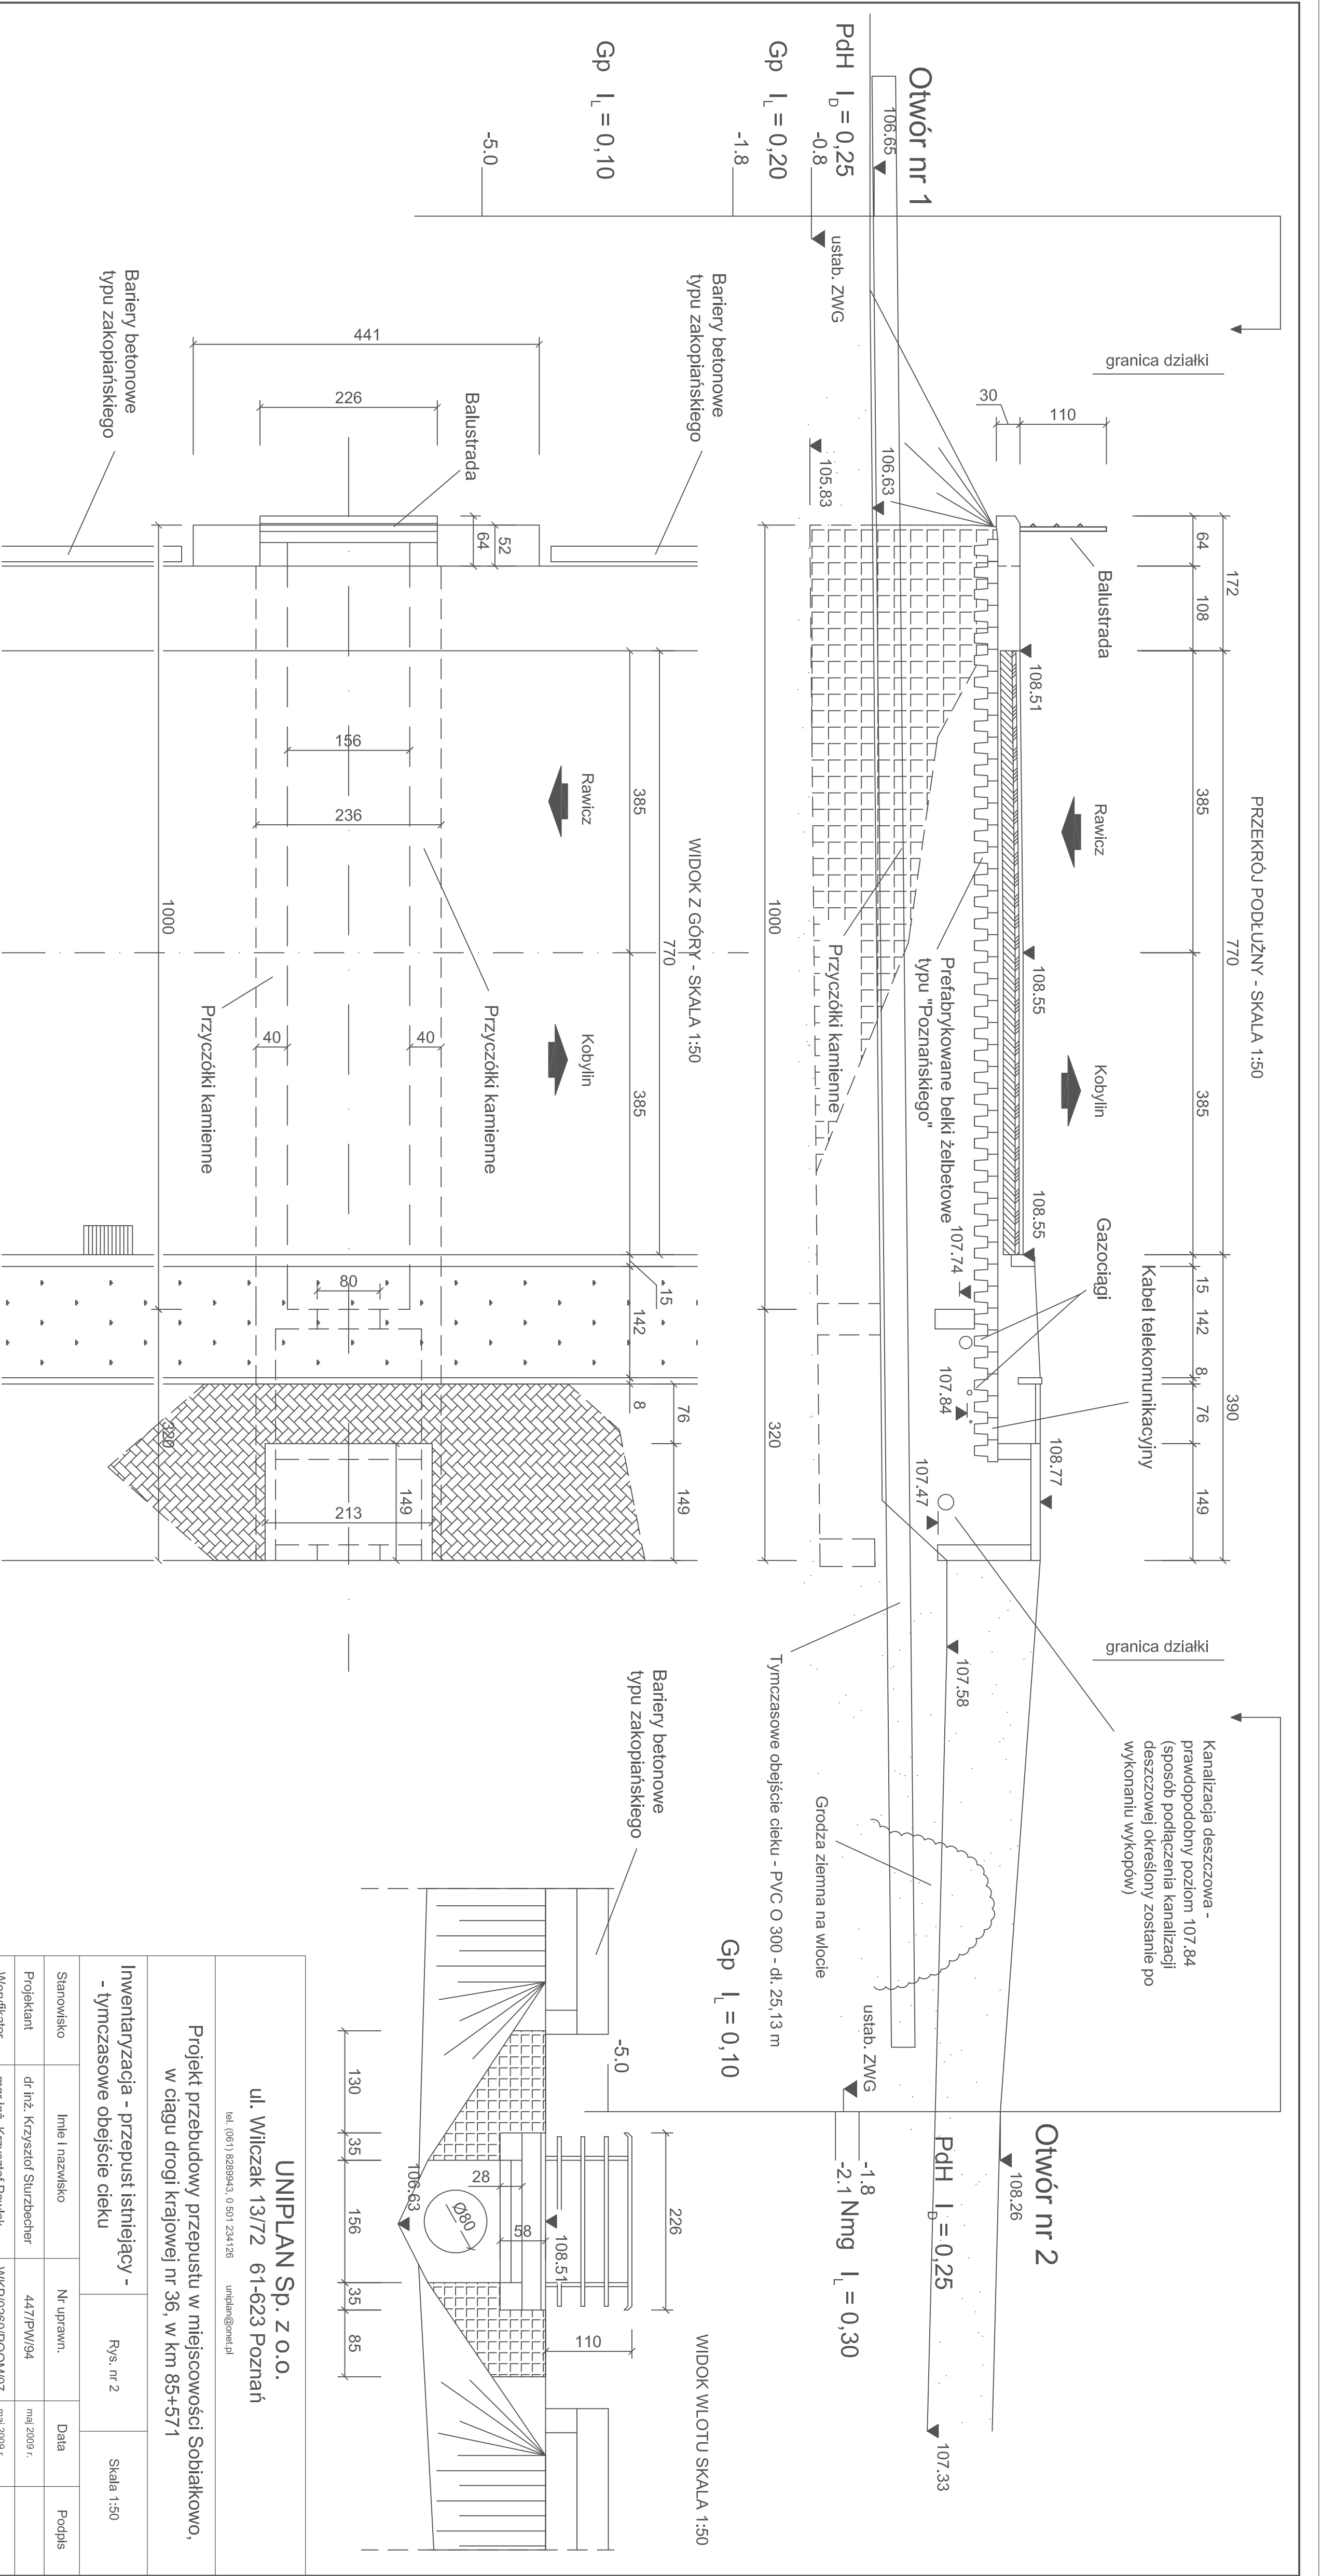 PRZEKRÓJ PODŁUŻNY - SKALA 1:50
172
770
390
64
108
385
385
15
142
8
76
149
granica działki
granica działki
30
110
Balustrada
108.51
Rawicz
108.55
Kobylin
108.55
Gazociągi
Kabel telekomunikacyjny
108.77
Kanalizacja deszczowa -
prawdopodobny poziom 107.84
(sposób podłączenia kanalizacji
deszczowej określony zostanie po
wykonaniu wykopów)
Otwór nr 1
106.65
PdH I_D = 0,25
-0.8
ustab. ZWG
Gp I_L = 0,20
-1.8
Gp I_L = 0,10
-5.0
106.63
105.83
Prefabrykowane belki żelbetowe
typu "Poznańskiego"
Przyczółki kamienne
107.74
107.84
107.47
107.58
1000
320
Tymczasowe obejście cieku - PVC O 300 - dł. 25,13 m
Grodza ziemna na wlocie
Otwór nr 2
108.26
PdH I_D = 0,25
107.33
ustab. ZWG
-1.8
-2.1
Nmg I_L = 0,30
Gp I_L = 0,10
-5.0
WIDOK Z GÓRY - SKALA 1:50
770
385
385
15
142
8
76
149
Bariery betonowe
typu zakopiańskiego
Balustrada
441
226
52
64
Rawicz
Kobylin
156
236
40
40
Przyczółki kamienne
Przyczółki kamienne
80
149
213
1000
320
Bariery betonowe
typu zakopiańskiego
WIDOK WLOTU SKALA 1:50
Bariery betonowe
typu zakopiańskiego
226
110
108.51
58
28
Ø80
106.63
130
35
156
35
85
UNIPLAN Sp. z o.o.
ul. Wilczak 13/72 61-623 Poznań
tel. (061) 8289943, 0 501 234126 uniplan@onet.pl
Projekt przebudowy przepustu w miejscowości Sobiałkowo,
w ciągu drogi krajowej nr 36, w km 85+571
Inwentaryzacja - przepust istniejący -
- tymczasowe obejście cieku
Rys. nr 2
Skala 1:50
Stanowisko Imie i nazwisko Nr uprawn. Data Podpis
Projektant dr inż. Krzysztof Sturzbecher 447/PW/94 maj 2009 r.